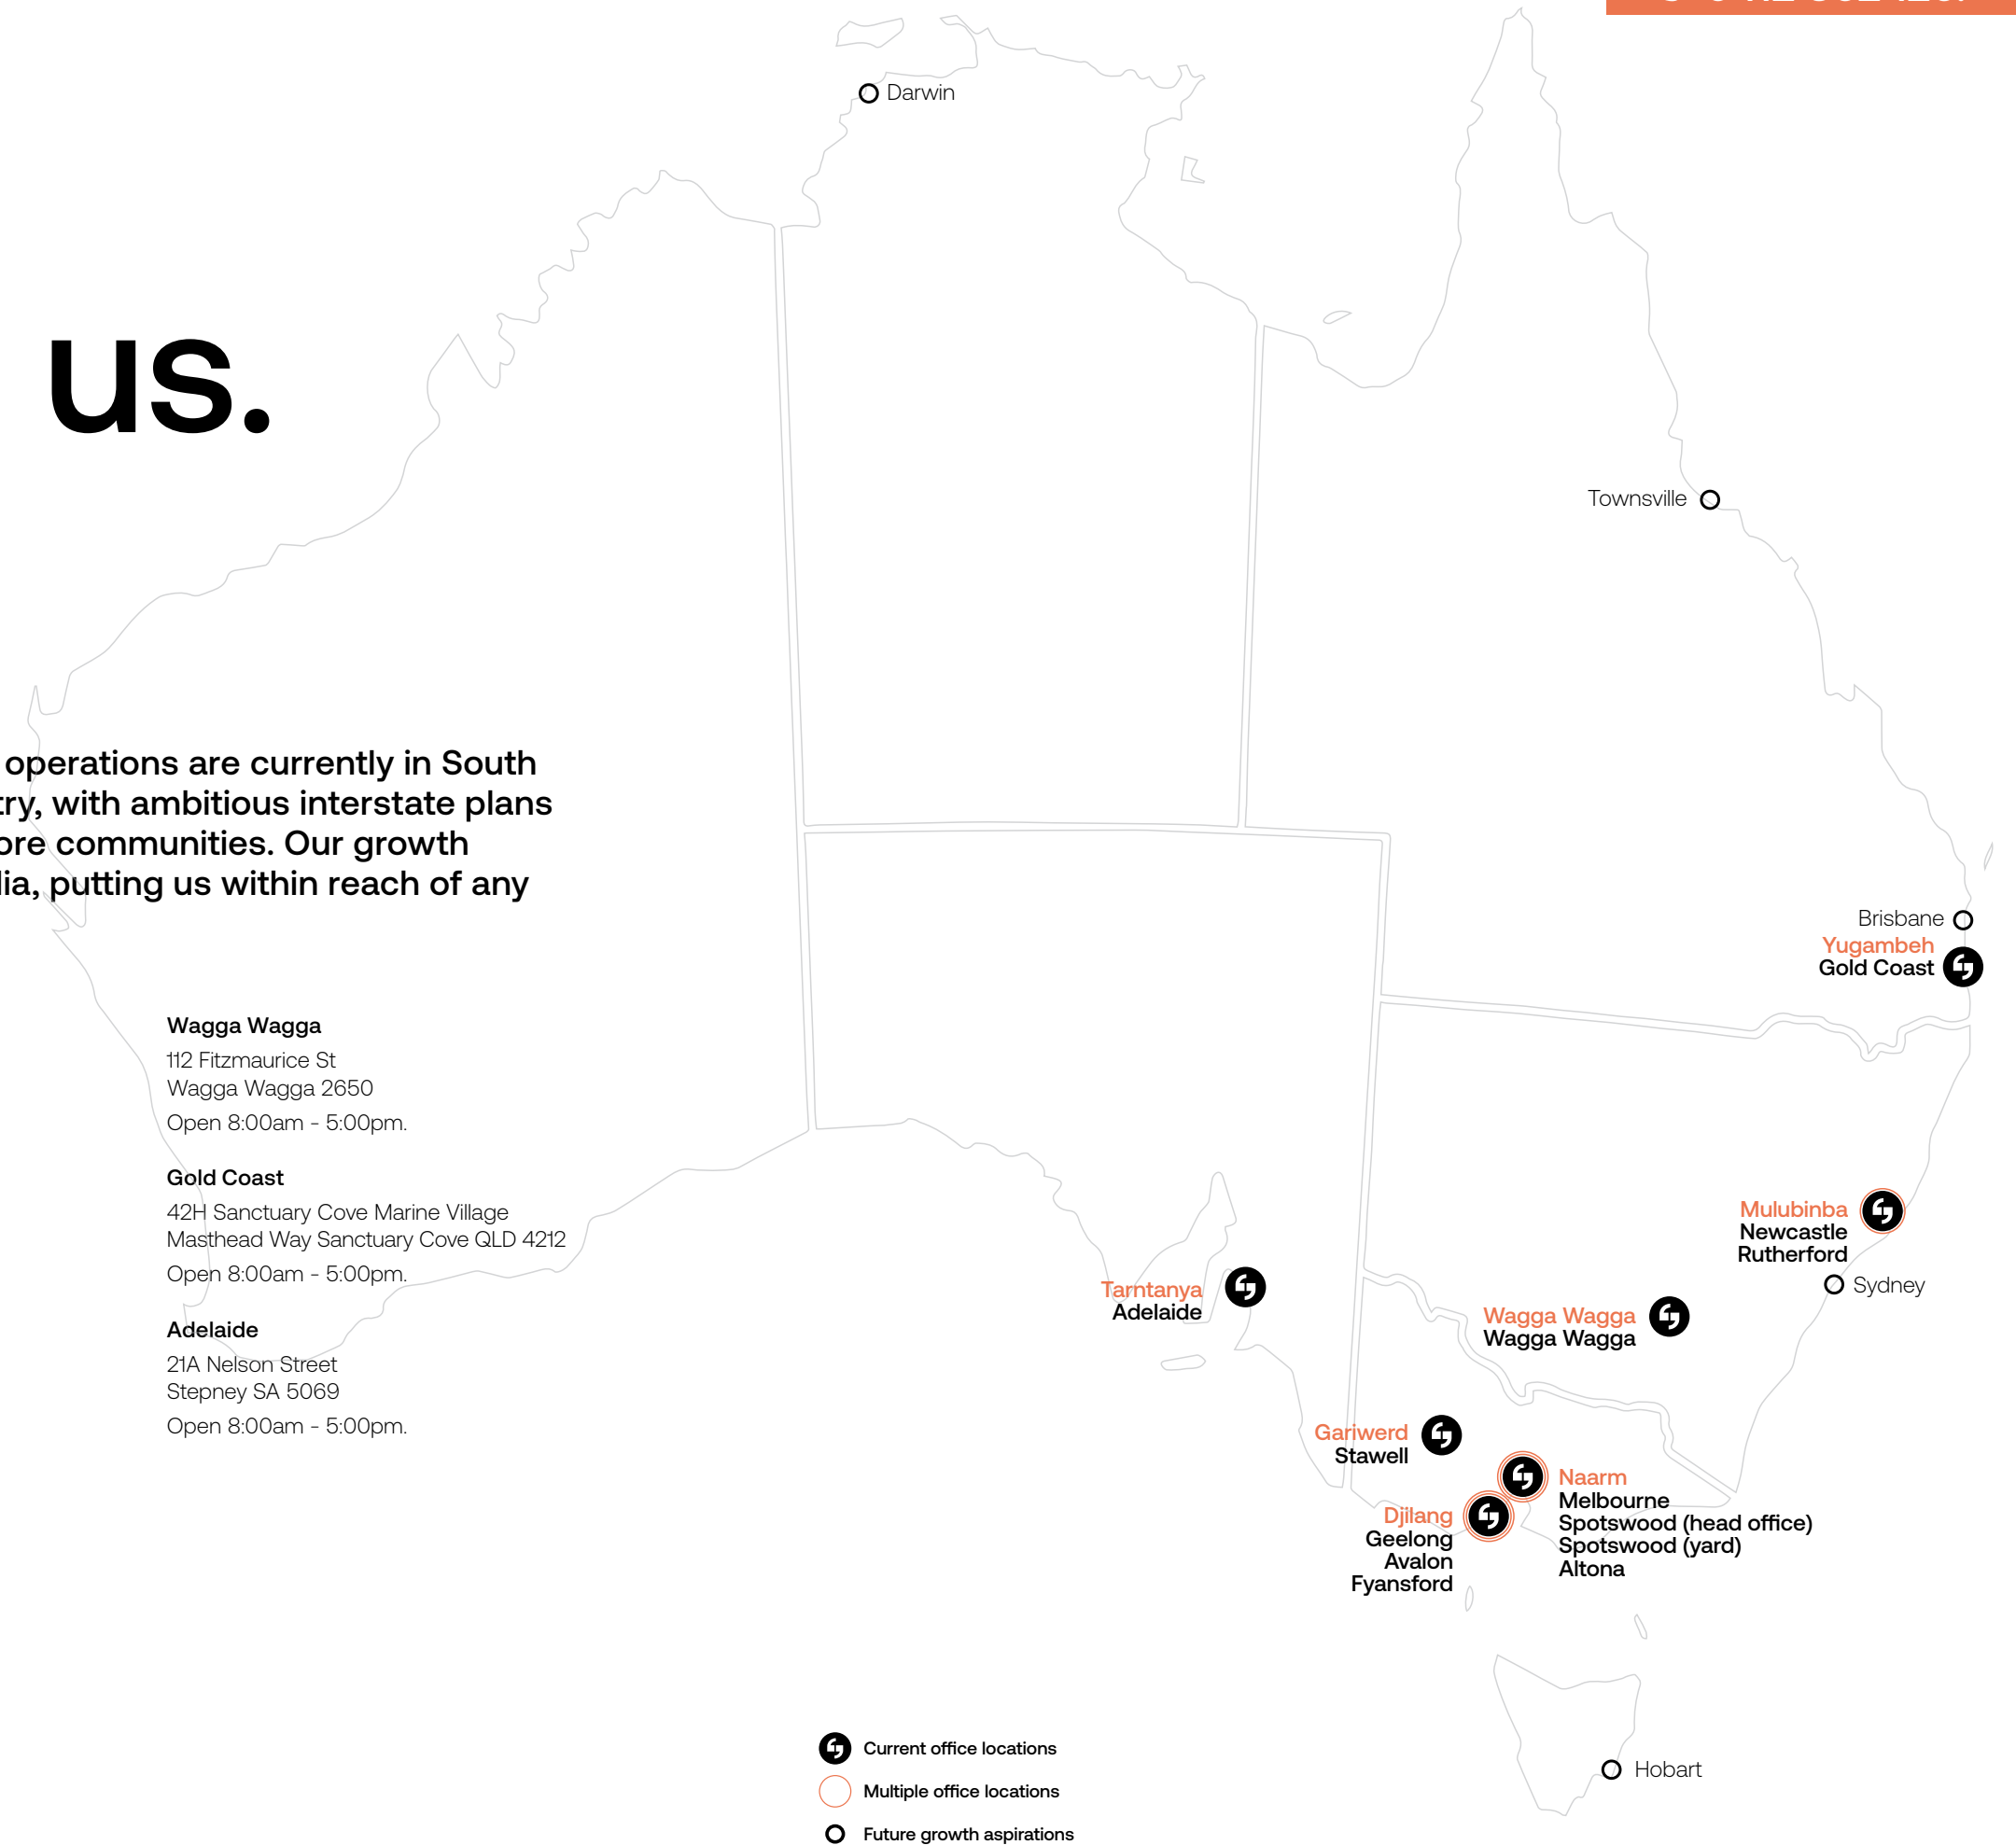 us.
operations are currently in South
try, with ambitious interstate plans
ore communities. Our growth
lia, putting us within reach of any
Wagga Wagga
112 Fitzmaurice St
Wagga Wagga 2650
Open 8:00am - 5:00pm.
Gold Coast
42H Sanctuary Cove Marine Village
Masthead Way Sanctuary Cove QLD 4212
Open 8:00am - 5:00pm.
Adelaide
21A Nelson Street
Stepney SA 5069
Open 8:00am - 5:00pm.
Darwin
Townsville
Brisbane
Yugambeh
Gold Coast
Mulubinba
Newcastle
Rutherford
Sydney
Tarntanya
Adelaide
Wagga Wagga
Wagga Wagga
Gariwerd
Stawell
Naarm
Melbourne
Spotswood (head office)
Spotswood (yard)
Altona
Djilang
Geelong
Avalon
Fyansford
Hobart
Current office locations
Multiple office locations
Future growth aspirations